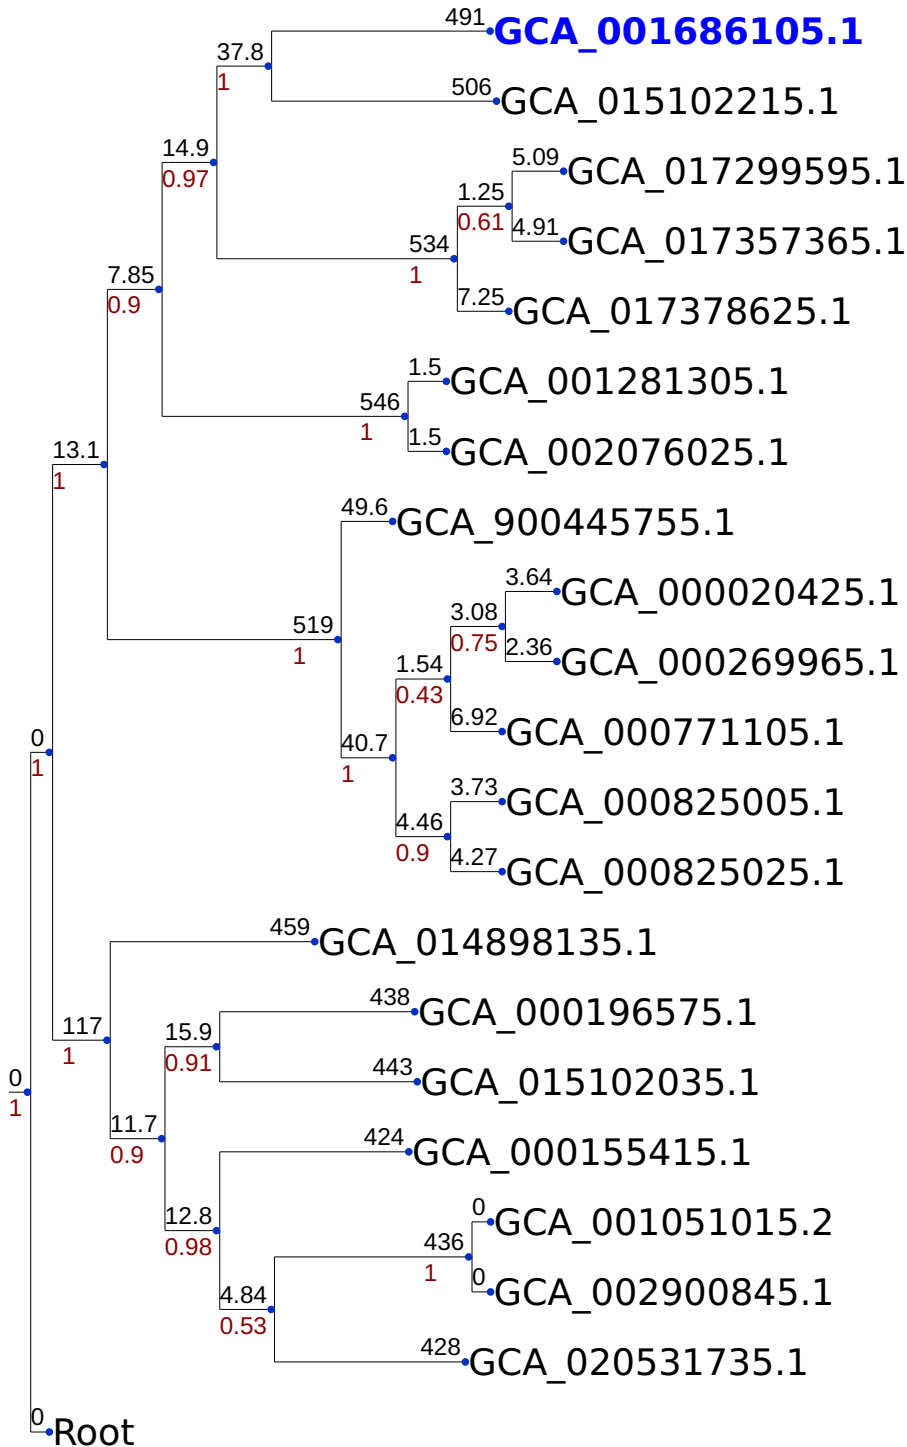 491
GCA_001686105.1
37.8
1
506
GCA_015102215.1
14.9
0.97
5.09
GCA_017299595.1
1.25
0.61
4.91
GCA_017357365.1
534
1
7.25
GCA_017378625.1
7.85
0.9
1.5
GCA_001281305.1
546
1
1.5
GCA_002076025.1
13.1
1
49.6
GCA_900445755.1
519
1
3.64
GCA_000020425.1
3.08
0.75
2.36
GCA_000269965.1
1.54
0.43
6.92
GCA_000771105.1
40.7
1
3.73
GCA_000825005.1
4.46
0.9
4.27
GCA_000825025.1
0
1
459
GCA_014898135.1
117
1
438
GCA_000196575.1
15.9
0.91
443
GCA_015102035.1
11.7
0.9
424
GCA_000155415.1
12.8
0.98
0
GCA_001051015.2
436
1
0
GCA_002900845.1
4.84
0.53
428
GCA_020531735.1
0
1
0
Root